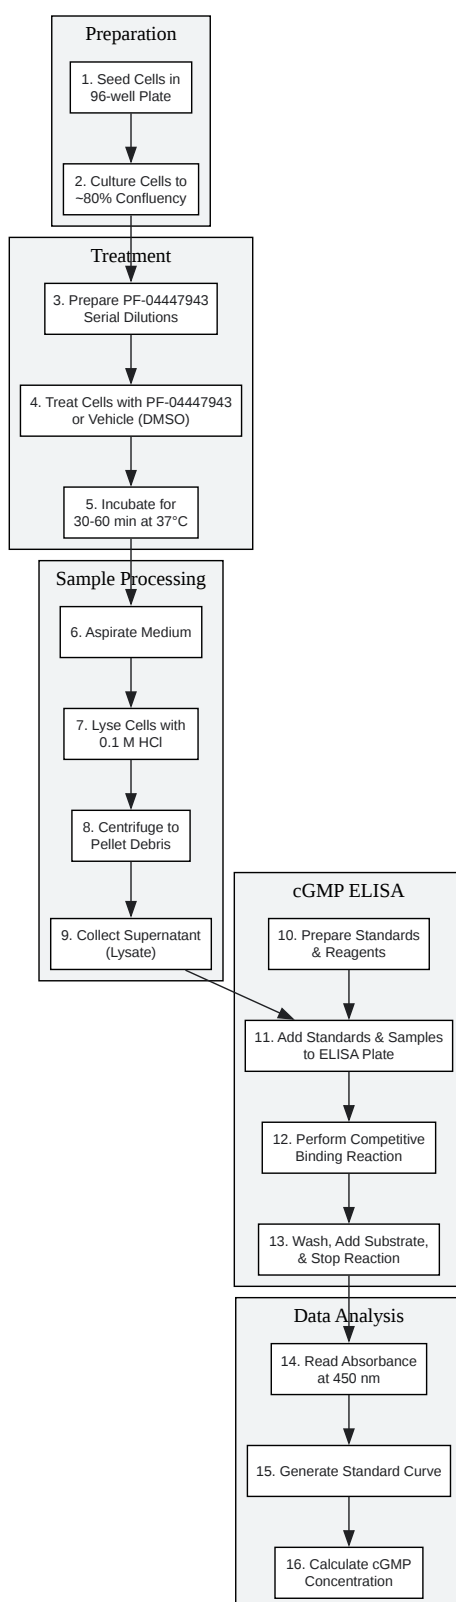 Preparation
1. Seed Cells in
96-well Plate
2. Culture Cells to
~80% Confluency
Treatment
3. Prepare PF-04447943
Serial Dilutions
4. Treat Cells with PF-04447943
or Vehicle (DMSO)
5. Incubate for
30-60 min at 37°C
Sample Processing
6. Aspirate Medium
7. Lyse Cells with
0.1 M HCl
8. Centrifuge to
Pellet Debris
9. Collect Supernatant
(Lysate)
cGMP ELISA
10. Prepare Standards
& Reagents
11. Add Standards & Samples
to ELISA Plate
12. Perform Competitive
Binding Reaction
13. Wash, Add Substrate,
& Stop Reaction
Data Analysis
14. Read Absorbance
at 450 nm
15. Generate Standard Curve
16. Calculate cGMP
Concentration